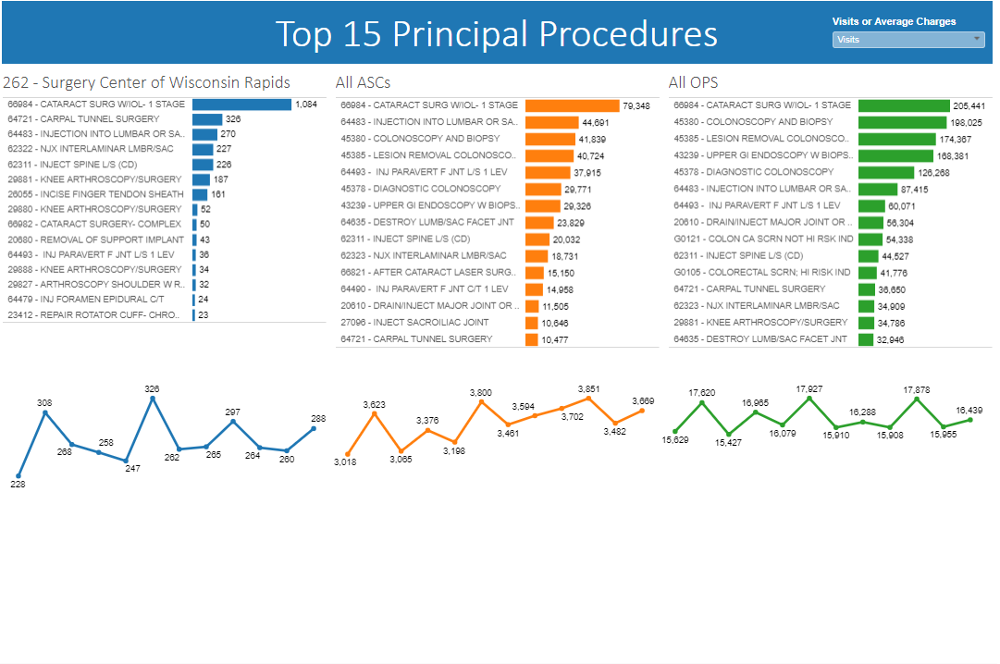 Top 15 Principal Procedures
Visits or Average Charges
Visits
262 - Surgery Center of Wisconsin Rapids
66984 - CATARACT SURG W/IOL- 1 STAGE 1,084
64721 - CARPAL TUNNEL SURGERY 326
64483 - INJECTION INTO LUMBAR OR SA.. 270
62322 - NJX INTERLAMINAR LMBR/SAC 227
62311 - INJECT SPINE L/S (CD) 226
29881 - KNEE ARTHROSCOPY/SURGERY 187
26055 - INCISE FINGER TENDON SHEATH 161
29880 - KNEE ARTHROSCOPY/SURGERY 52
66982 - CATARACT SURGERY- COMPLEX 50
20680 - REMOVAL OF SUPPORT IMPLANT 43
64493 - INJ PARAVERT F JNT L/S 1 LEV 36
29888 - KNEE ARTHROSCOPY/SURGERY 34
29827 - ARTHROSCOPY SHOULDER W R.. 32
64479 - INJ FORAMEN EPIDURAL C/T 24
23412 - REPAIR ROTATOR CUFF- CHRO.. 23
All ASCs
66984 - CATARACT SURG W/IOL- 1 STAGE 79,348
64483 - INJECTION INTO LUMBAR OR SA.. 44,691
45380 - COLONOSCOPY AND BIOPSY 41,839
45385 - LESION REMOVAL COLONOSCO.. 40,724
64493 - INJ PARAVERT F JNT L/S 1 LEV 37,915
45378 - DIAGNOSTIC COLONOSCOPY 29,771
43239 - UPPER GI ENDOSCOPY W BIOPS.. 29,326
64635 - DESTROY LUMB/SAC FACET JNT 23,829
62311 - INJECT SPINE L/S (CD) 20,032
62323 - NJX INTERLAMINAR LMBR/SAC 18,731
66821 - AFTER CATARACT LASER SURG.. 15,150
64490 - INJ PARAVERT F JNT C/T 1 LEV 14,958
20610 - DRAIN/INJECT MAJOR JOINT OR .. 11,505
27096 - INJECT SACROILIAC JOINT 10,646
64721 - CARPAL TUNNEL SURGERY 10,477
All OPS
66984 - CATARACT SURG W/IOL- 1 STAGE 205,441
45380 - COLONOSCOPY AND BIOPSY 198,025
45385 - LESION REMOVAL COLONOSCO.. 174,367
43239 - UPPER GI ENDOSCOPY W BIOPS.. 168,381
45378 - DIAGNOSTIC COLONOSCOPY 126,268
64483 - INJECTION INTO LUMBAR OR SA.. 87,415
64493 - INJ PARAVERT F JNT L/S 1 LEV 60,071
20610 - DRAIN/INJECT MAJOR JOINT OR .. 56,304
G0121 - COLON CA SCRN NOT HI RSK IND 54,338
62311 - INJECT SPINE L/S (CD) 44,527
G0105 - COLORECTAL SCRN; HI RISK IND 41,776
64721 - CARPAL TUNNEL SURGERY 36,650
62323 - NJX INTERLAMINAR LMBR/SAC 34,909
29881 - KNEE ARTHROSCOPY/SURGERY 34,786
64635 - DESTROY LUMB/SAC FACET JNT 32,946
228
308
268
258
247
326
262
265
297
264
260
288
3,018
3,623
3,065
3,376
3,198
3,800
3,461
3,594
3,702
3,851
3,482
3,669
15,629
17,620
15,427
16,965
16,079
17,927
15,910
16,288
15,908
17,878
15,955
16,439